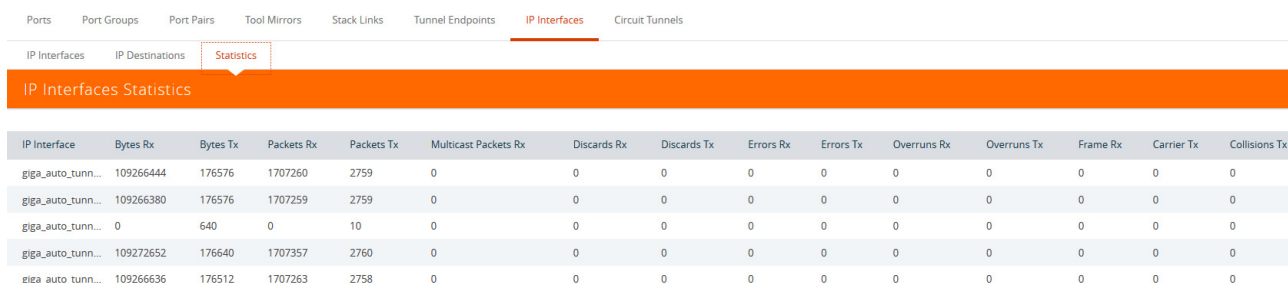 Ports Port Groups Port Pairs Tool Mirrors Stack Links Tunnel Endpoints IP Interfaces Circuit Tunnels
IP Interfaces IP Destinations Statistics
IP Interfaces Statistics
IP Interface Bytes Rx Bytes Tx Packets Rx Packets Tx Multicast Packets Rx Discards Rx Discards Tx Errors Rx Errors Tx Overruns Rx Overruns Tx Frame Rx Carrier Tx Collisions Tx
giga_auto_tunn... 109266444 176576 1707260 2759 0 0 0 0 0 0 0 0 0 0
giga_auto_tunn... 109266380 176576 1707259 2759 0 0 0 0 0 0 0 0 0 0
giga_auto_tunn... 0 640 0 10 0 0 0 0 0 0 0 0 0 0
giga_auto_tunn... 109272652 176640 1707357 2760 0 0 0 0 0 0 0 0 0 0
giga_auto_tunn... 109266636 176512 1707263 2758 0 0 0 0 0 0 0 0 0 0